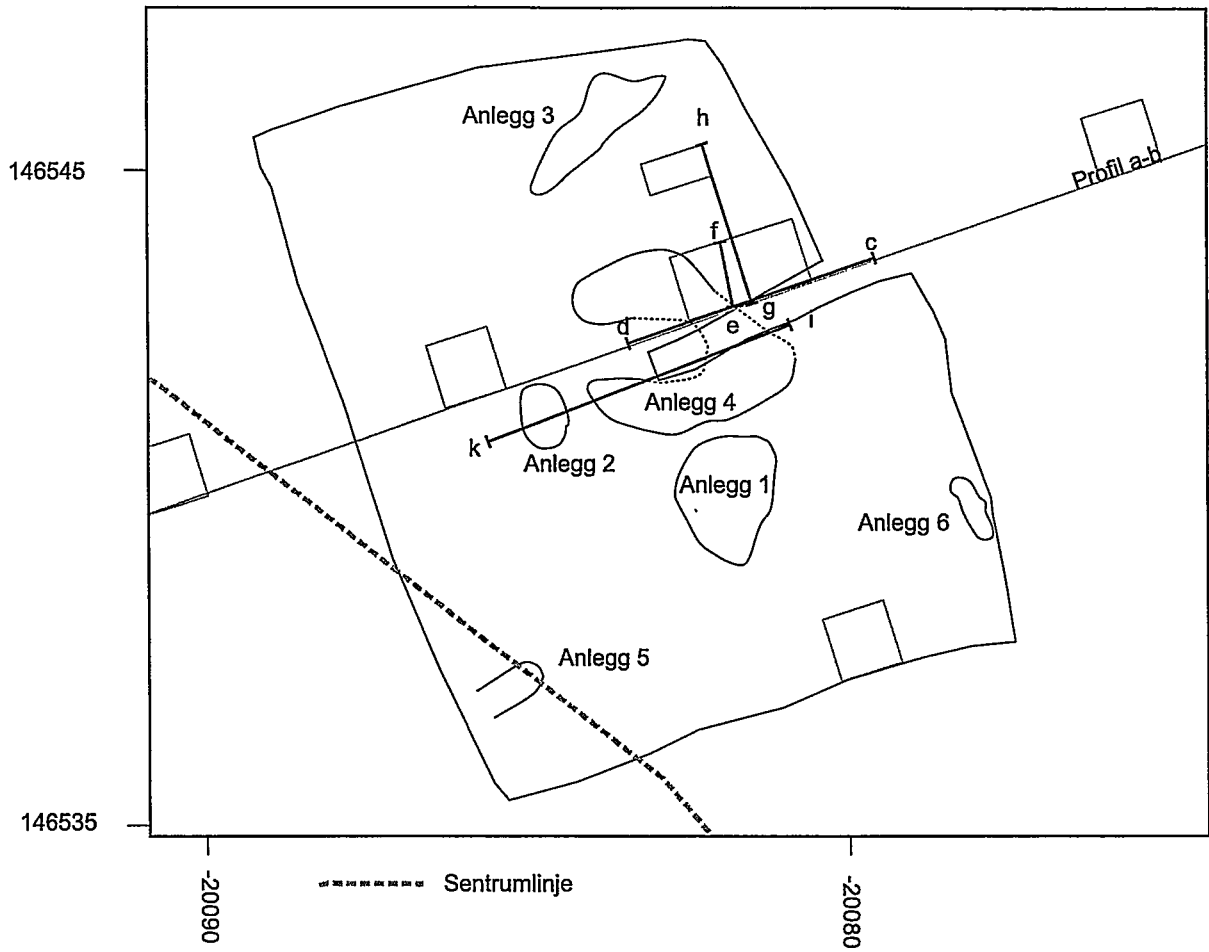 Anlegg 3
h
146545
Profil a-b
f
c
d
e
g
i
Anlegg 4
k
Anlegg 2
Anlegg 1
Anlegg 6
Anlegg 5
146535
-20090
-20080
Sentrumlinje